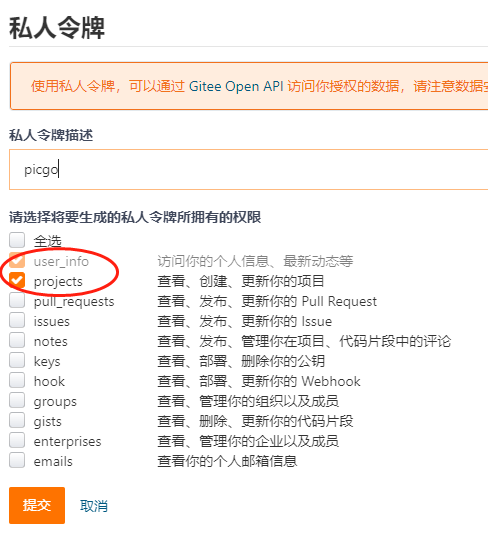 私人令牌
使用私人令牌，可以通过 Gitee Open API 访问你授权的数据，请注意数据
私人令牌描述
picgo
请选择将要生成的私人令牌所拥有的权限
全选
user_info 访问你的个人信息、最新动态等
projects 查看、创建、更新你的项目
pull_requests 查看、发布、更新你的 Pull Request
issues 查看、发布、更新你的 Issue
notes 查看、发布、管理你在项目、代码片段中的评论
keys 查看、部署、删除你的公钥
hook 查看、部署、更新你的 Webhook
groups 查看、管理你的组织以及成员
gists 查看、删除、更新你的代码片段
enterprises 查看、管理你的企业以及成员
emails 查看你的个人邮箱信息
提交 取消